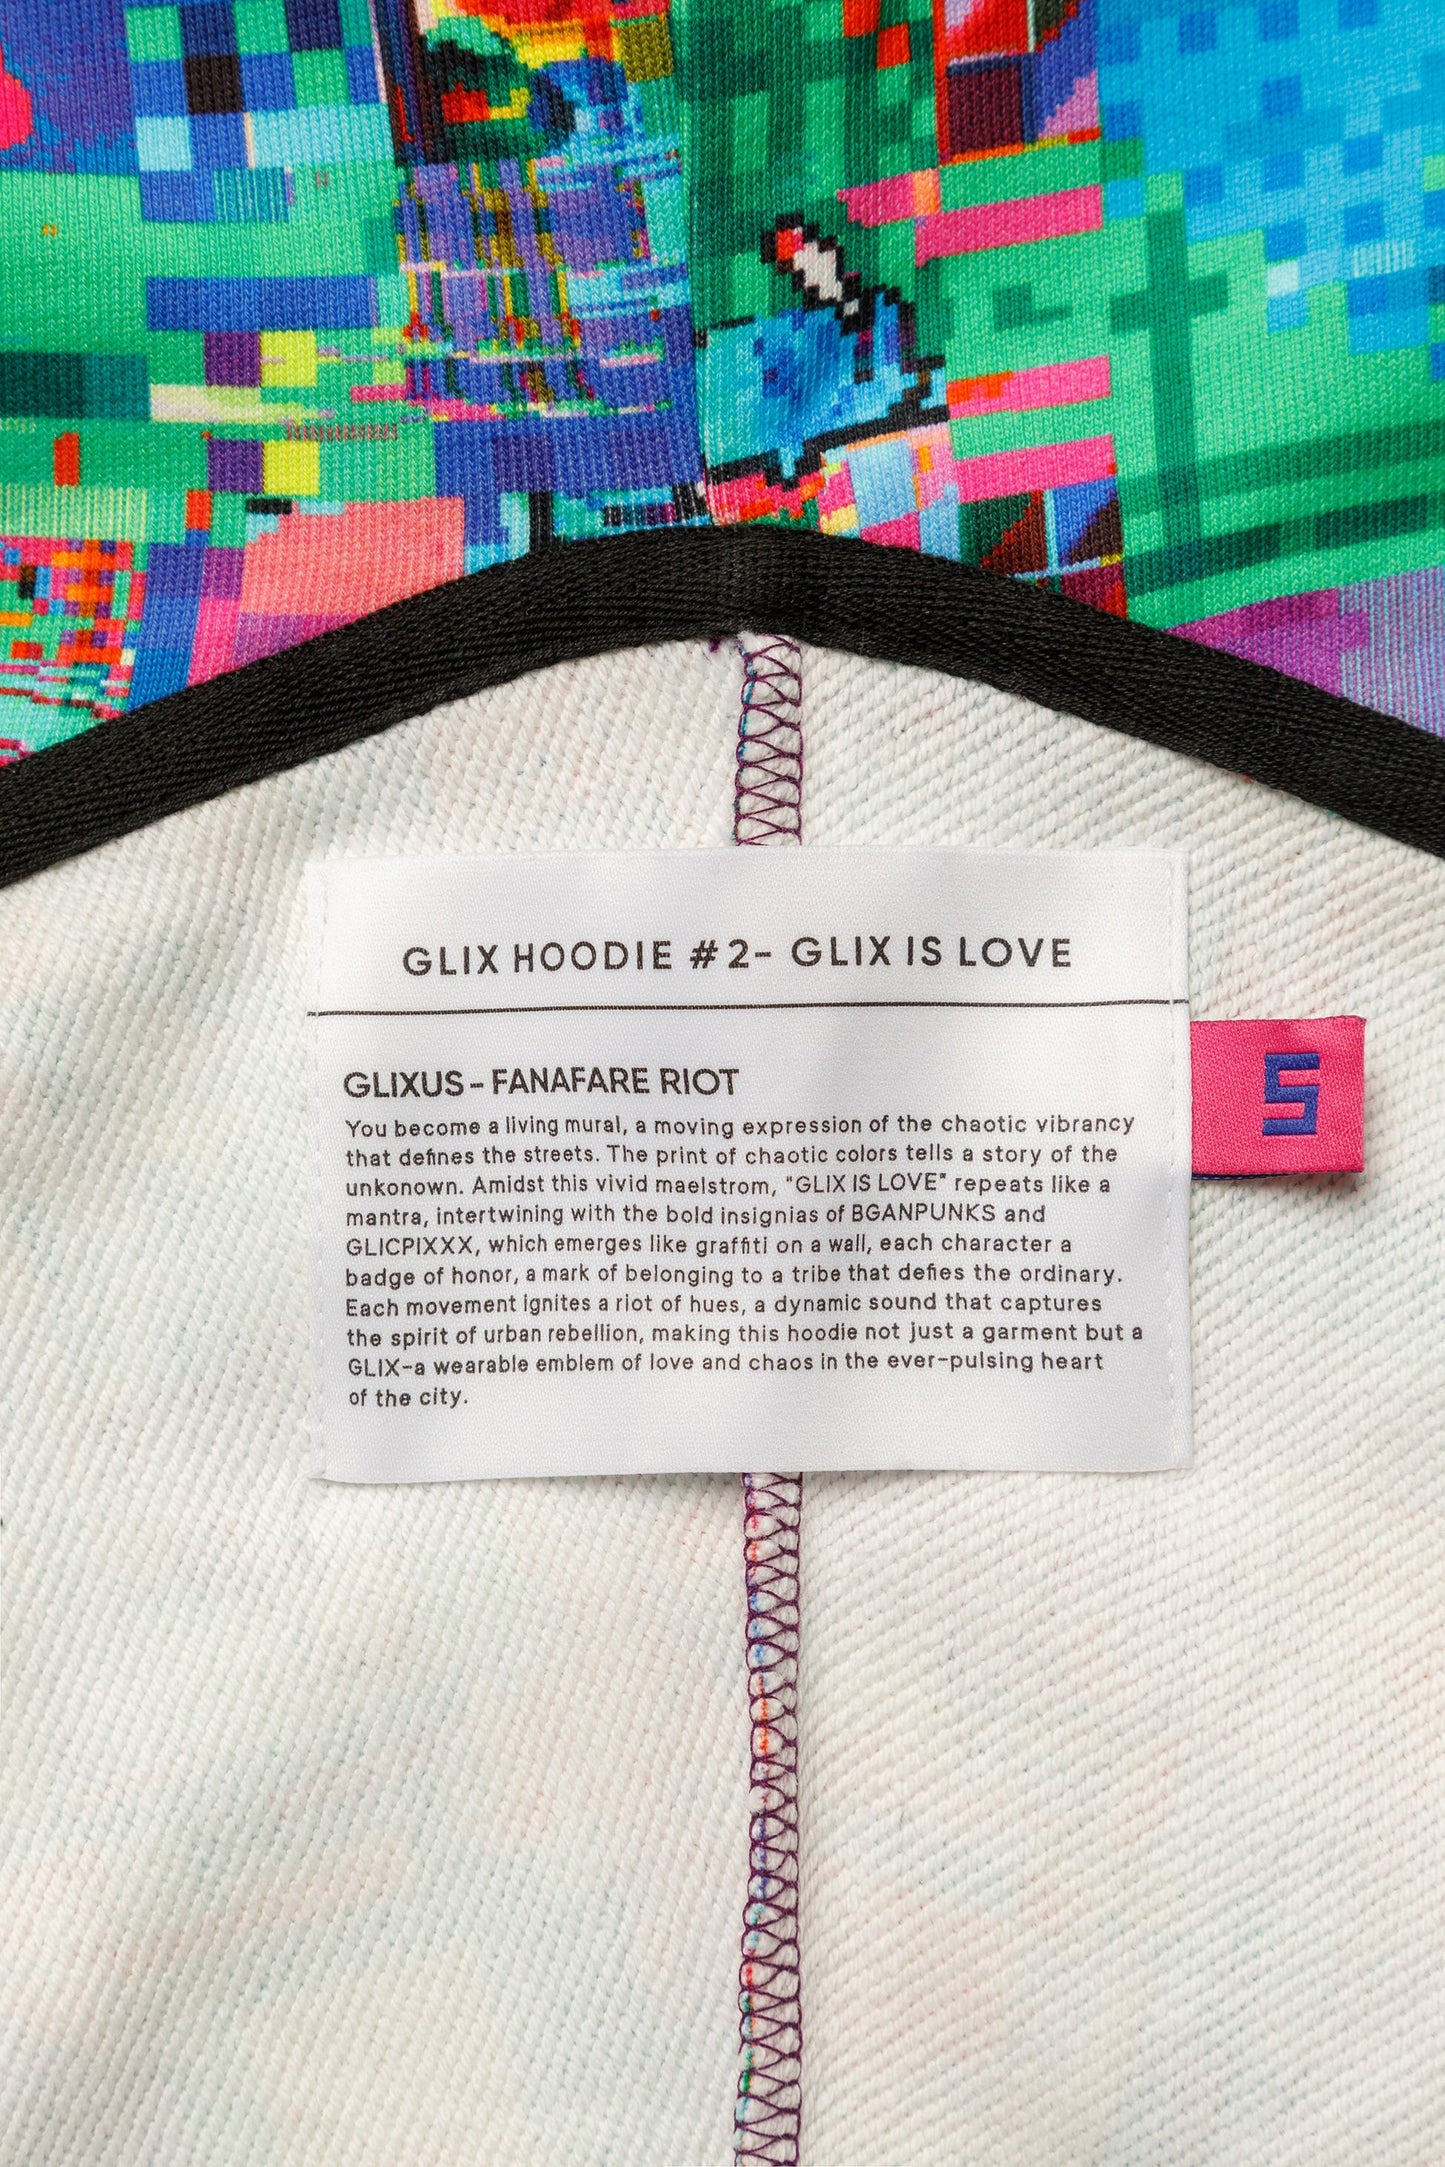 GLIX HOODIE #2- GLIX IS LOVE
GLIXUS - FANAFARE RIOT
You become a living mural, a moving expression of the chaotic vibrancy
that defines the streets. The print of chaotic colors tells a story of the
unkonown. Amidst this vivid maelstrom, "GLIX IS LOVE" repeats like a
mantra, intertwining with the bold insignias of BGANPUNKS and
GLICPIXXX, which emerges like graffiti on a wall, each character a
badge of honor, a mark of belonging to a tribe that defies the ordinary.
Each movement ignites a riot of hues, a dynamic sound that captures
the spirit of urban rebellion, making this hoodie not just a garment but a
GLIX-a wearable emblem of love and chaos in the ever-pulsing heart
of the city.
S